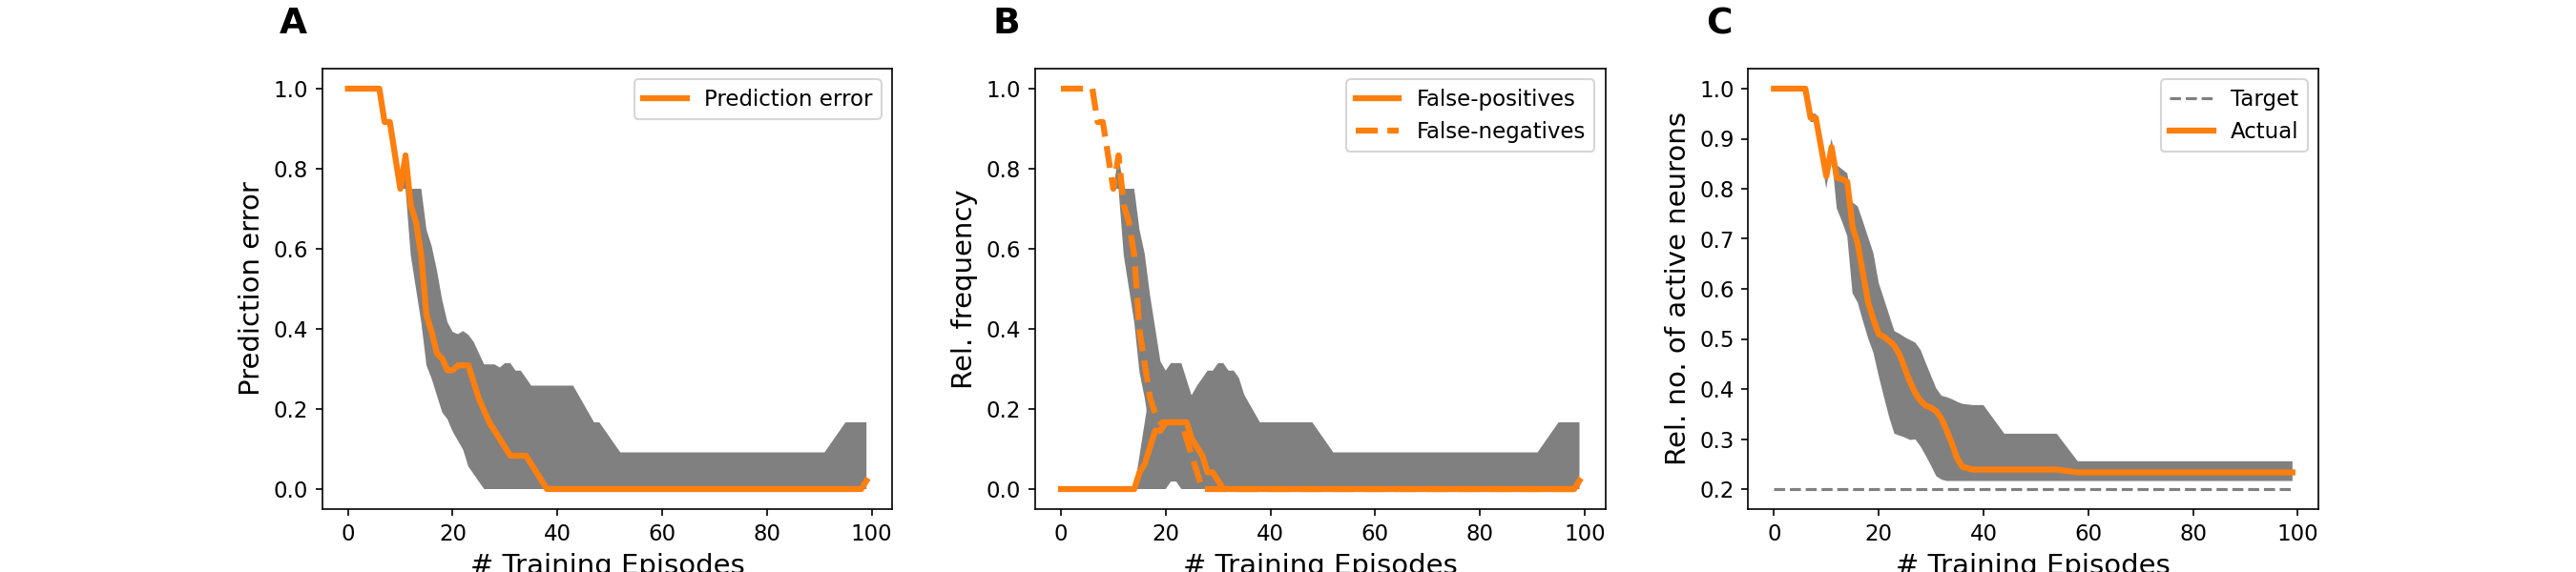 A
B
C
Prediction error
1.0
0.8
0.6
0.4
0.2
0.0
0 20 40 60 80 100
# Training Episodes
Prediction error
Rel. frequency
1.0
0.8
0.6
0.4
0.2
0.0
0 20 40 60 80 100
# Training Episodes
False-positives
False-negatives
Rel. no. of active neurons
1.0
0.9
0.8
0.7
0.6
0.5
0.4
0.3
0.2
0 20 40 60 80 100
# Training Episodes
Target
Actual